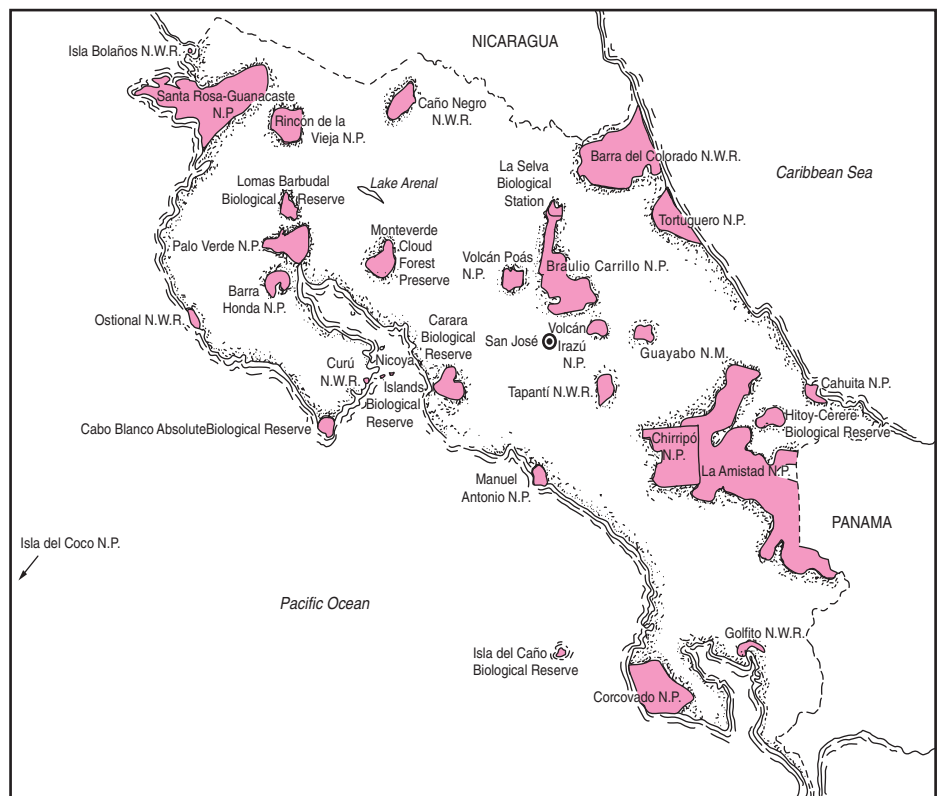 NICARAGUA
Isla Bolaños N.W.R.
Santa Rosa-Guanacaste
N.P.
Rincón de la
Vieja N.P.
Caño Negro
N.W.R.
Barra del Colorado N.W.R.
Caribbean Sea
La Selva
Biological
Station
Lomas Barbudal
Biological Reserve
Lake Arenal
Tortuguero N.P.
Palo Verde N.P.
Monteverde
Cloud
Forest
Preserve
Volcán Poás
N.P.
Braulio Carrillo N.P.
Barra
Honda N.P.
Ostional N.W.R.
Carara
Biological
Reserve
San José
Volcán
Irazú
N.P.
Guayabo N.M.
Curú
N.W.R.
Nicoya
Islands
Biological
Reserve
Tapantí N.W.R.
Cahuita N.P.
Hitoy-Cerere
Biological Reserve
Cabo Blanco AbsoluteBiological Reserve
Chirripó
N.P.
La Amistad N.P.
Manuel
Antonio N.P.
PANAMA
Isla del Coco N.P.
Pacific Ocean
Golfito N.W.R.
Isla del Caño
Biological Reserve
Corcovado N.P.